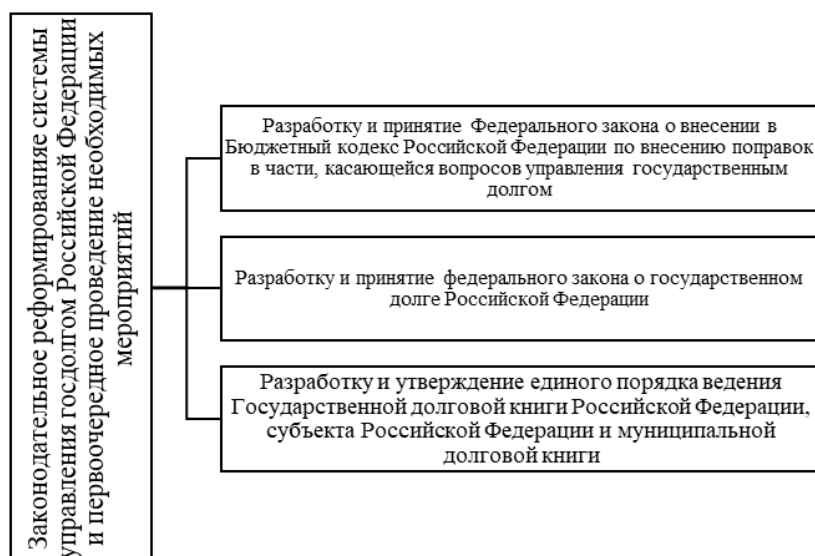 Законодательное реформированияе системы
управления госдолгом Российской Федерации
и первоочередное проведение необходимых
мероприятий
Разработку и принятие Федерального закона о внесении в
Бюджетный кодекс Российской Федерации по внесению поправок
в части, касающейся вопросов управления государственным
долгом
Разработку и принятие федерального закона о государственном
долге Российской Федерации
Разработку и утверждение единого порядка ведения
Государственной долговой книги Российской Федерации,
субъекта Российской Федерации и муниципальной
долговой книги